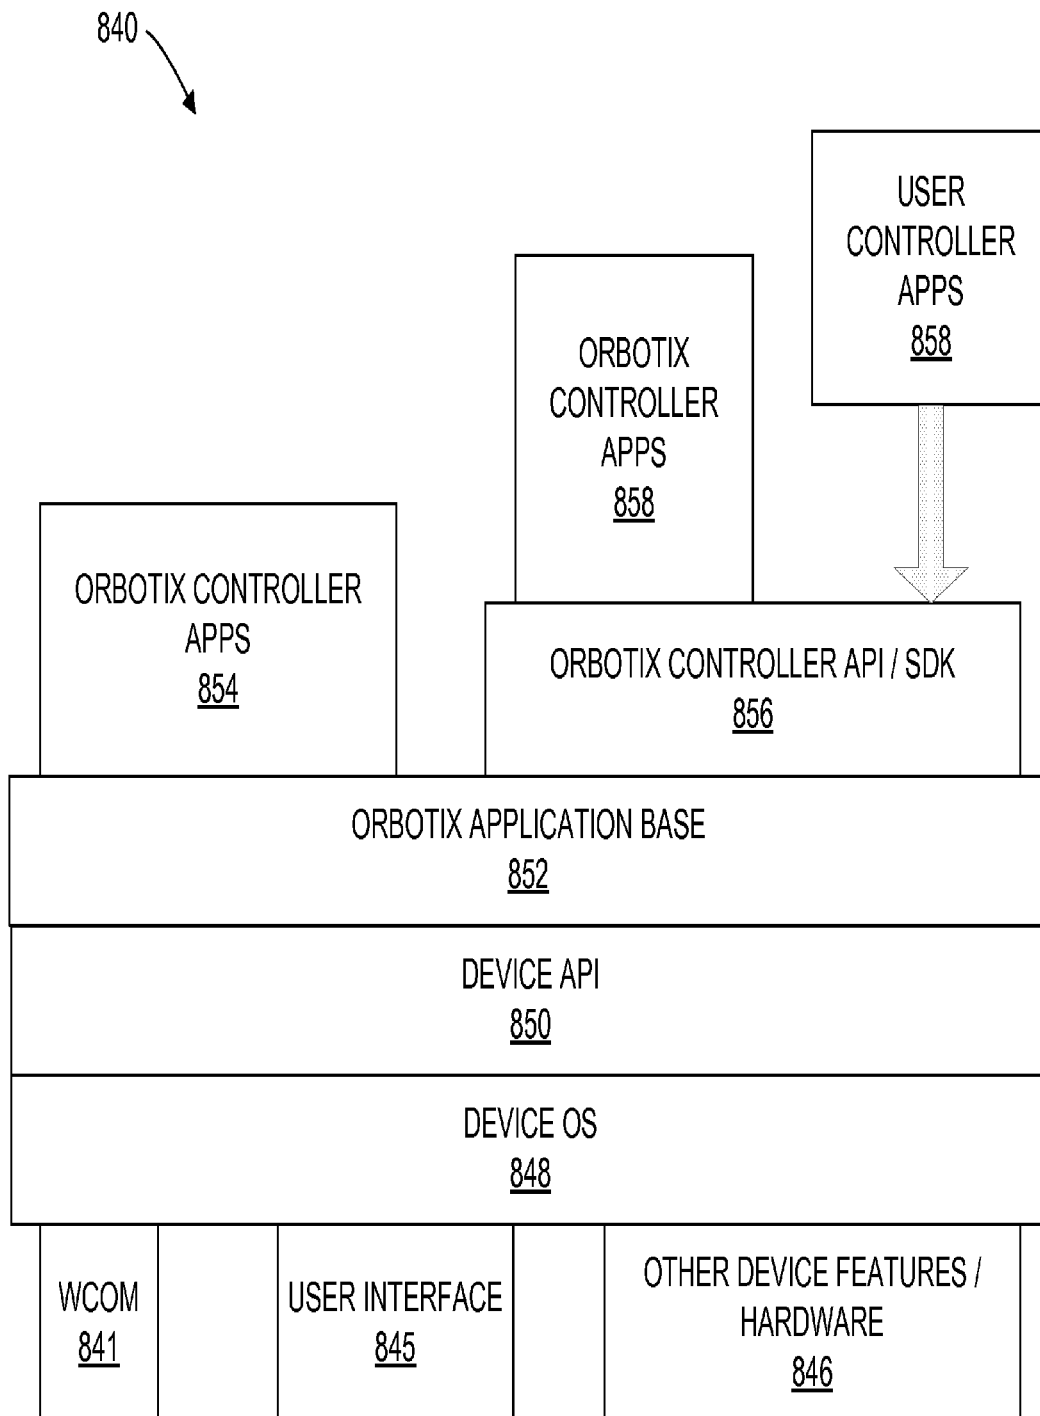 840
USER
CONTROLLER
APPS
858
ORBOTIX
CONTROLLER
APPS
858
ORBOTIX CONTROLLER
APPS
854
ORBOTIX CONTROLLER API / SDK
856
ORBOTIX APPLICATION BASE
852
DEVICE API
850
DEVICE OS
848
WCOM
841
USER INTERFACE
845
OTHER DEVICE FEATURES /
HARDWARE
846